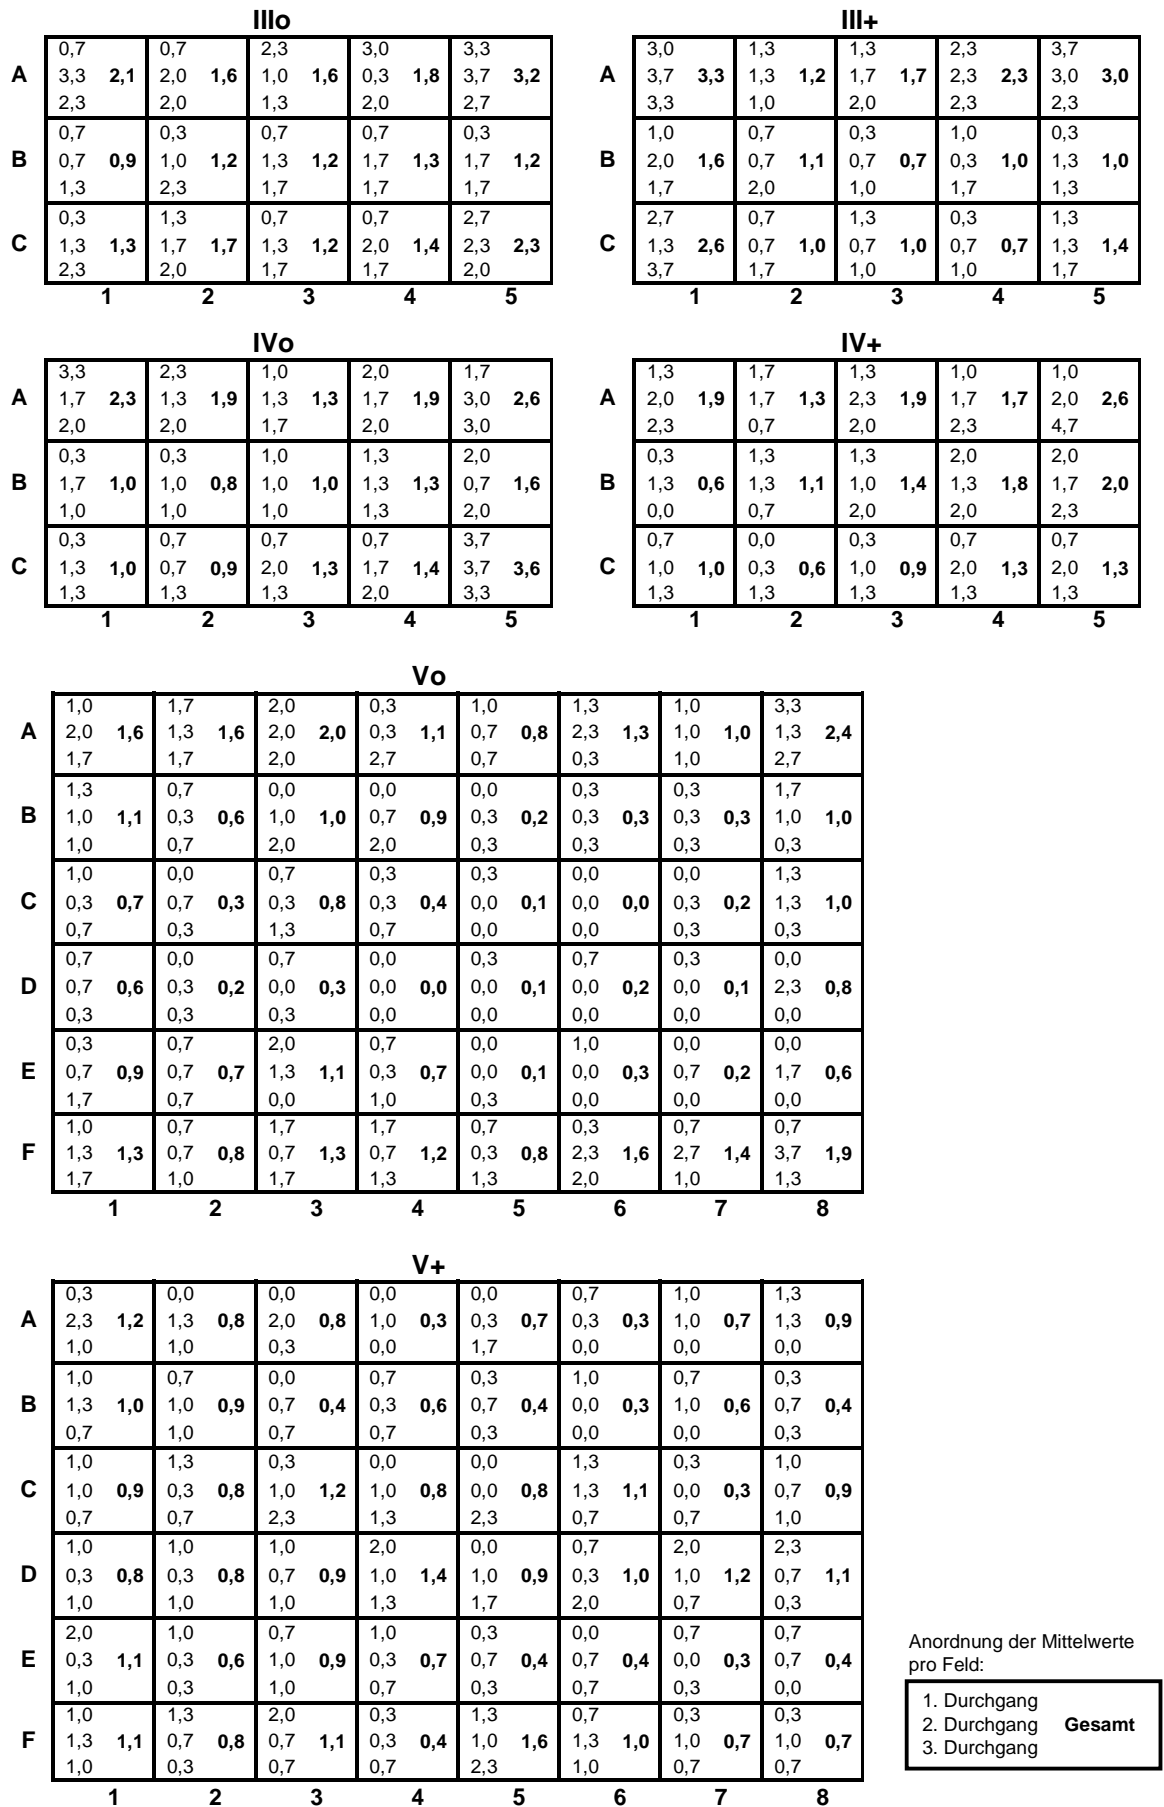 IIIo III+
0,7 0,7 2,3 3,0 3,3 3,0 1,3 1,3 2,3 3,7
A 3,3 2,1 2,0 1,6 1,0 1,6 0,3 1,8 3,7 3,2 A 3,7 3,3 1,3 1,2 1,7 1,7 2,3 2,3 3,0 3,0
2,3 2,0 1,3 2,0 2,7 3,3 1,0 2,0 2,3 2,3
0,7 0,3 0,7 0,7 0,3 1,0 0,7 0,3 1,0 0,3
B 0,7 0,9 1,0 1,2 1,3 1,2 1,7 1,3 1,7 1,2 B 2,0 1,6 0,7 1,1 0,7 0,7 0,3 1,0 1,3 1,0
1,3 2,3 1,7 1,7 1,7 1,7 2,0 1,0 1,7 1,3
0,3 1,3 0,7 0,7 2,7 2,7 0,7 1,3 0,3 1,3
C 1,3 1,3 1,7 1,7 1,3 1,2 2,0 1,4 2,3 2,3 C 1,3 2,6 0,7 1,0 0,7 1,0 0,7 0,7 1,3 1,4
2,3 2,0 1,7 1,7 2,0 3,7 1,7 1,0 1,0 1,7
1 2 3 4 5 1 2 3 4 5
IVo IV+
3,3 2,3 1,0 2,0 1,7 1,3 1,7 1,3 1,0 1,0
A 1,7 2,3 1,3 1,9 1,3 1,3 1,7 1,9 3,0 2,6 A 2,0 1,9 1,7 1,3 2,3 1,9 1,7 1,7 2,0 2,6
2,0 2,0 1,7 2,0 3,0 2,3 0,7 2,0 2,3 4,7
0,3 0,3 1,0 1,3 2,0 0,3 1,3 1,3 2,0 2,0
B 1,7 1,0 1,0 0,8 1,0 1,0 1,3 1,3 0,7 1,6 B 1,3 0,6 1,3 1,1 1,0 1,4 1,3 1,8 1,7 2,0
1,0 1,0 1,0 1,3 2,0 0,0 0,7 2,0 2,0 2,3
0,3 0,7 0,7 0,7 3,7 0,7 0,0 0,3 0,7 0,7
C 1,3 1,0 0,7 0,9 2,0 1,3 1,7 1,4 3,7 3,6 C 1,0 1,0 0,3 0,6 1,0 0,9 2,0 1,3 2,0 1,3
1,3 1,3 1,3 2,0 3,3 1,3 1,3 1,3 1,3 1,3
1 2 3 4 5 1 2 3 4 5
Vo
1,0 1,7 2,0 0,3 1,0 1,3 1,0 3,3
A 2,0 1,6 1,3 1,6 2,0 2,0 0,3 1,1 0,7 0,8 2,3 1,3 1,0 1,0 1,3 2,4
1,7 1,7 2,0 2,7 0,7 0,3 1,0 2,7
1,3 0,7 0,0 0,0 0,0 0,3 0,3 1,7
B 1,0 1,1 0,3 0,6 1,0 1,0 0,7 0,9 0,3 0,2 0,3 0,3 0,3 0,3 1,0 1,0
1,0 0,7 2,0 2,0 0,3 0,3 0,3 0,3
1,0 0,0 0,7 0,3 0,3 0,0 0,0 1,3
C 0,3 0,7 0,7 0,3 0,3 0,8 0,3 0,4 0,0 0,1 0,0 0,0 0,3 0,2 1,3 1,0
0,7 0,3 1,3 0,7 0,0 0,0 0,3 0,3
0,7 0,0 0,7 0,0 0,3 0,7 0,3 0,0
D 0,7 0,6 0,3 0,2 0,0 0,3 0,0 0,0 0,0 0,1 0,0 0,2 0,0 0,1 2,3 0,8
0,3 0,3 0,3 0,0 0,0 0,0 0,0 0,0
0,3 0,7 2,0 0,7 0,0 1,0 0,0 0,0
E 0,7 0,9 0,7 0,7 1,3 1,1 0,3 0,7 0,0 0,1 0,0 0,3 0,7 0,2 1,7 0,6
1,7 0,7 0,0 1,0 0,3 0,0 0,0 0,0
1,0 0,7 1,7 1,7 0,7 0,3 0,7 0,7
F 1,3 1,3 0,7 0,8 0,7 1,3 0,7 1,2 0,3 0,8 2,3 1,6 2,7 1,4 3,7 1,9
1,7 1,0 1,7 1,3 1,3 2,0 1,0 1,3
1 2 3 4 5 6 7 8
V+
0,3 0,0 0,0 0,0 0,0 0,7 1,0 1,3
A 2,3 1,2 1,3 0,8 2,0 0,8 1,0 0,3 0,3 0,7 0,3 0,3 1,0 0,7 1,3 0,9
1,0 1,0 0,3 0,0 1,7 0,0 0,0 0,0
1,0 0,7 0,0 0,7 0,3 1,0 0,7 0,3
B 1,3 1,0 1,0 0,9 0,7 0,4 0,3 0,6 0,7 0,4 0,0 0,3 1,0 0,6 0,7 0,4
0,7 1,0 0,7 0,7 0,3 0,0 0,0 0,3
1,0 1,3 0,3 0,0 0,0 1,3 0,3 1,0
C 1,0 0,9 0,3 0,8 1,0 1,2 1,0 0,8 0,0 0,8 1,3 1,1 0,0 0,3 0,7 0,9
0,7 0,7 2,3 1,3 2,3 0,7 0,7 1,0
1,0 1,0 1,0 2,0 0,0 0,7 2,0 2,3
D 0,3 0,8 0,3 0,8 0,7 0,9 1,0 1,4 1,0 0,9 0,3 1,0 1,0 1,2 0,7 1,1
1,0 1,0 1,0 1,3 1,7 2,0 0,7 0,3
2,0 1,0 0,7 1,0 0,3 0,0 0,7 0,7
E 0,3 1,1 0,3 0,6 1,0 0,9 0,3 0,7 0,7 0,4 0,7 0,4 0,0 0,3 0,7 0,4
1,0 0,3 1,0 0,7 0,3 0,7 0,3 0,0
1,0 1,3 2,0 0,3 1,3 0,7 0,3 0,3
F 1,3 1,1 0,7 0,8 0,7 1,1 0,3 0,4 1,0 1,6 1,3 1,0 1,0 0,7 1,0 0,7
1,0 0,3 0,7 0,7 2,3 1,0 0,7 0,7
1 2 3 4 5 6 7 8
Anordnung der Mittelwerte
pro Feld:
1. Durchgang
2. Durchgang Gesamt
3. Durchgang